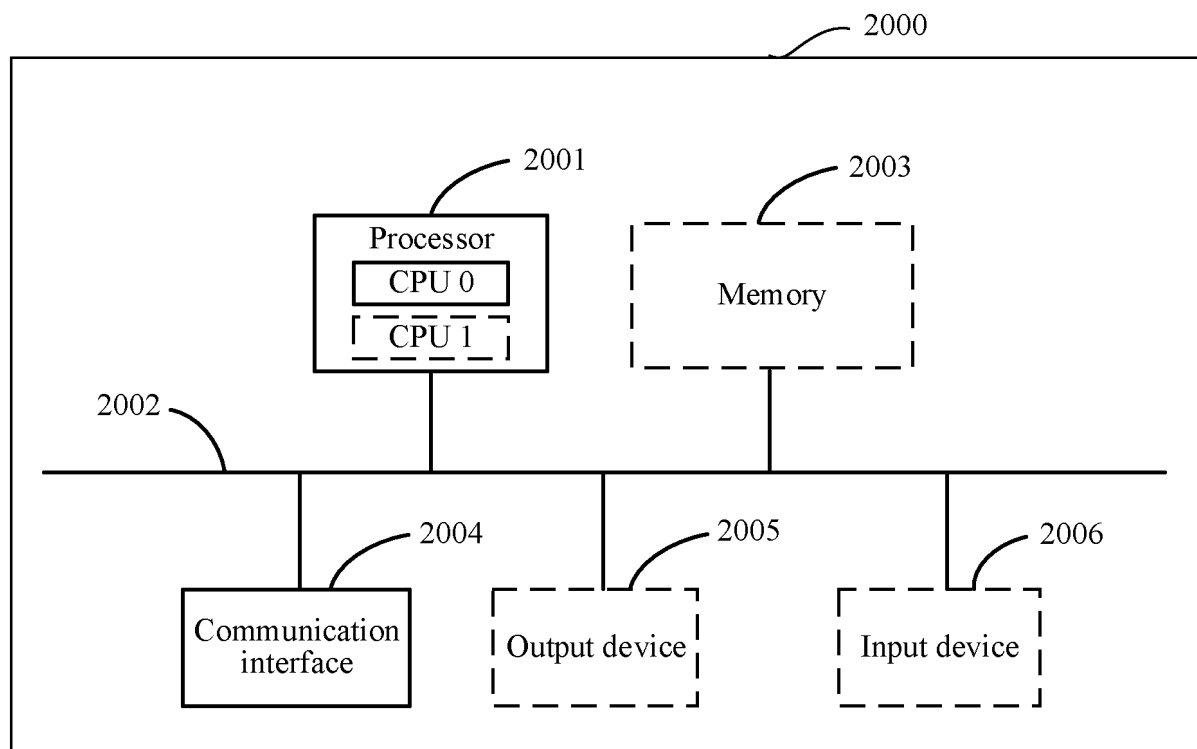 2000
2001
2003
Processor
CPU 0
CPU 1
Memory
2002
2004
2005
2006
Communication
interface
Output device
Input device